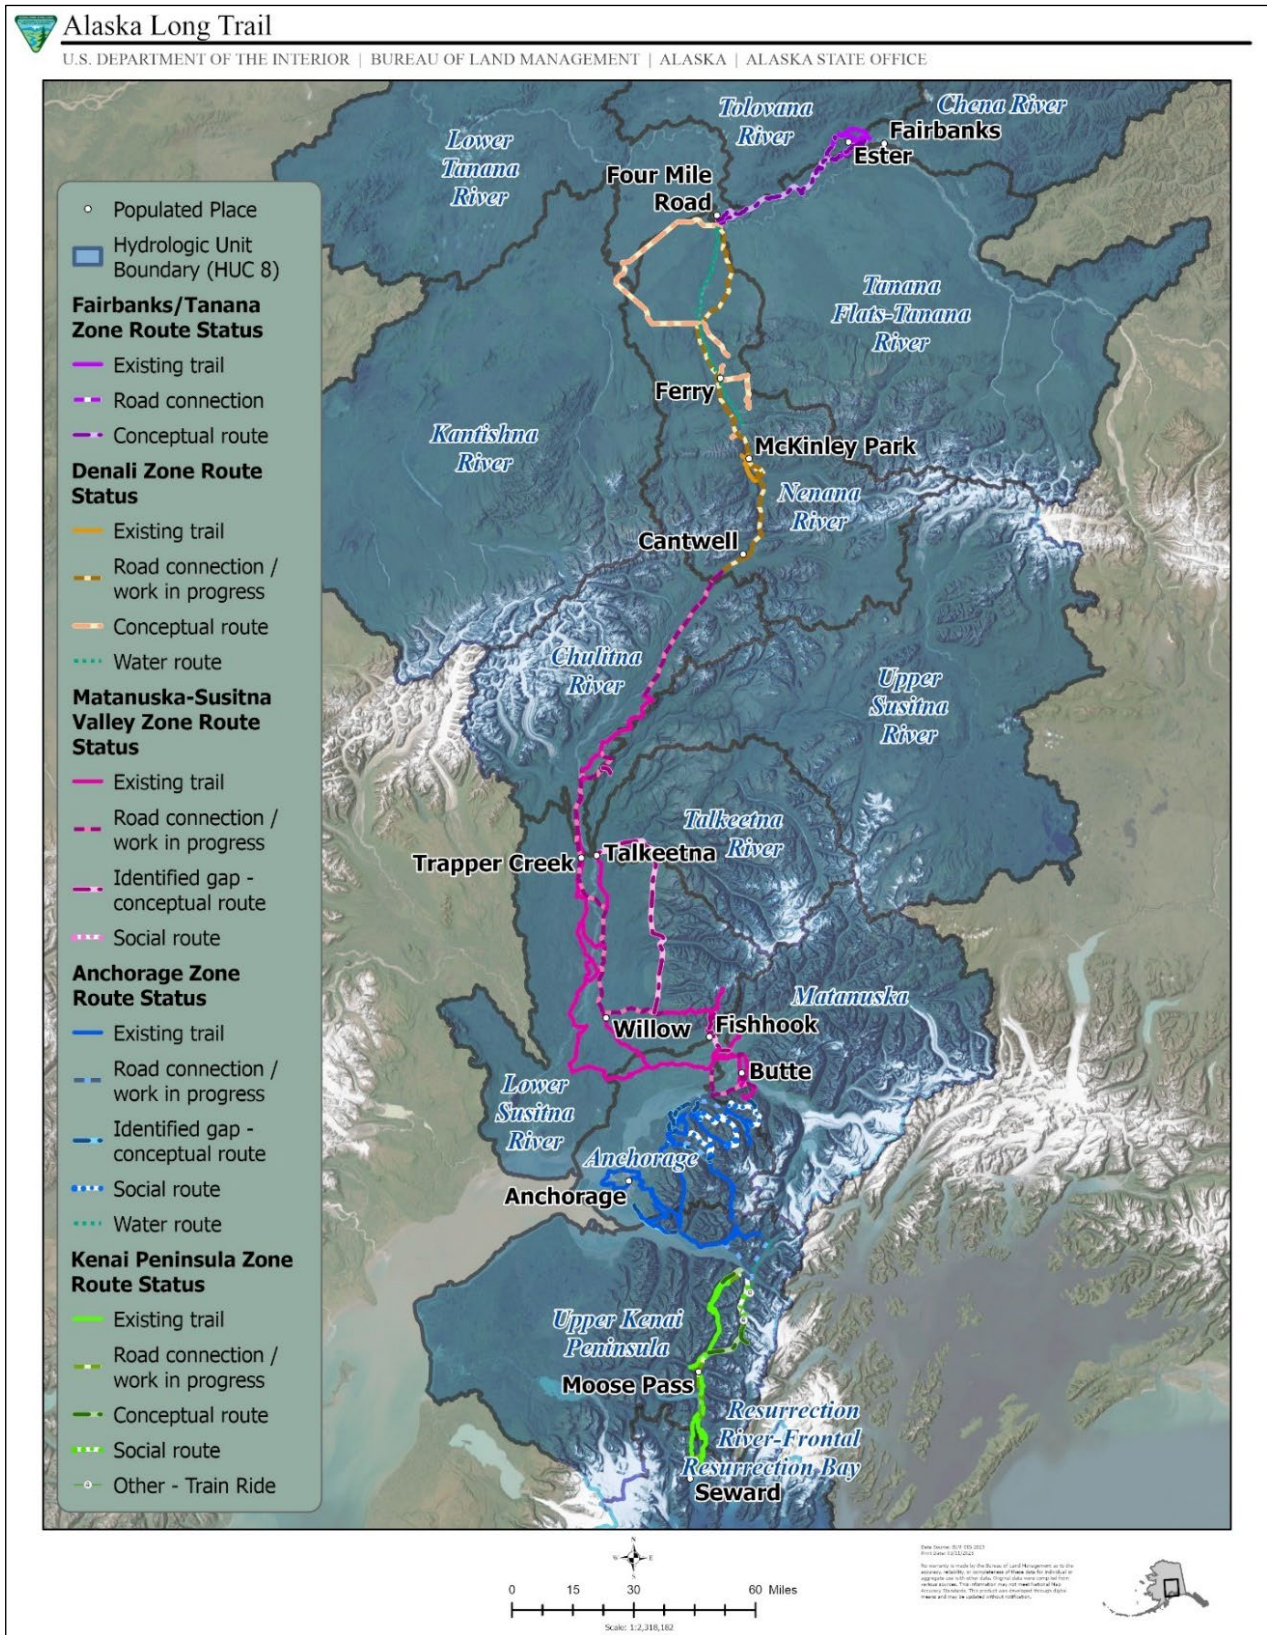 Alaska Long Trail
U.S. DEPARTMENT OF THE INTERIOR | BUREAU OF LAND MANAGEMENT | ALASKA | ALASKA STATE OFFICE
Populated Place
Hydrologic Unit
Boundary (HUC 8)
Fairbanks/Tanana
Zone Route Status
Existing trail
Road connection
Conceptual route
Denali Zone Route
Status
Existing trail
Road connection /
work in progress
Conceptual route
Water route
Matanuska-Susitna
Valley Zone Route
Status
Existing trail
Road connection /
work in progress
Identified gap -
conceptual route
Social route
Anchorage Zone
Route Status
Existing trail
Road connection /
work in progress
Identified gap -
conceptual route
Social route
Water route
Kenai Peninsula Zone
Route Status
Existing trail
Road connection /
work in progress
Conceptual route
Social route
Other - Train Ride
Lower
Tanana
River
Tolovana
River
Chena River
Fairbanks
Ester
Four Mile
Road
Tanana
Flats-Tanana
River
Ferry
Kantishna
River
McKinley Park
Nenana
River
Cantwell
Chulitna
River
Upper
Susitna
River
Talkeetna
River
Trapper Creek
Talkeetna
Matanuska
Willow
Fishhook
Butte
Lower
Susitna
River
Anchorage
Anchorage
Upper Kenai
Peninsula
Moose Pass
Resurrection
River-Frontal
Resurrection Bay
Seward
N
W E
S
0 15 30 60 Miles
Scale: 1:2,318,182